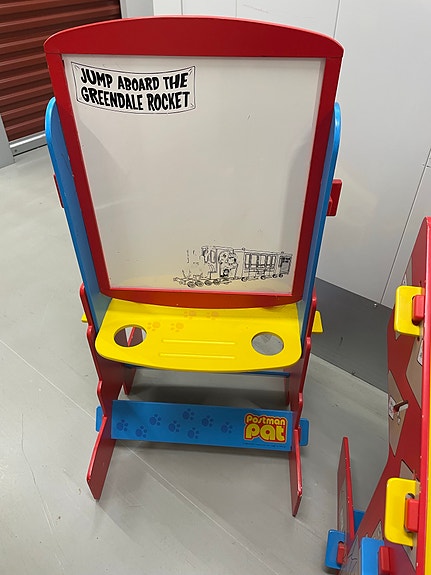 JUMP ABOARD THE
GREENDALE ROCKET
Postman
Pat